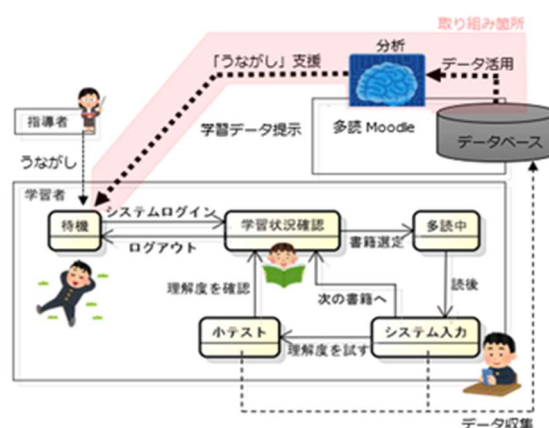 取り組み箇所
分析
「うながし」支援
データ活用
指導者
学習データ提示
多読 Moodle
データベース
うながし
学習者
待機
システムログイン
ログアウト
学習状況確認
書籍選定
多読中
理解度を確認
次の書籍へ
読後
小テスト
理解度を試す
システム入力
データ収集